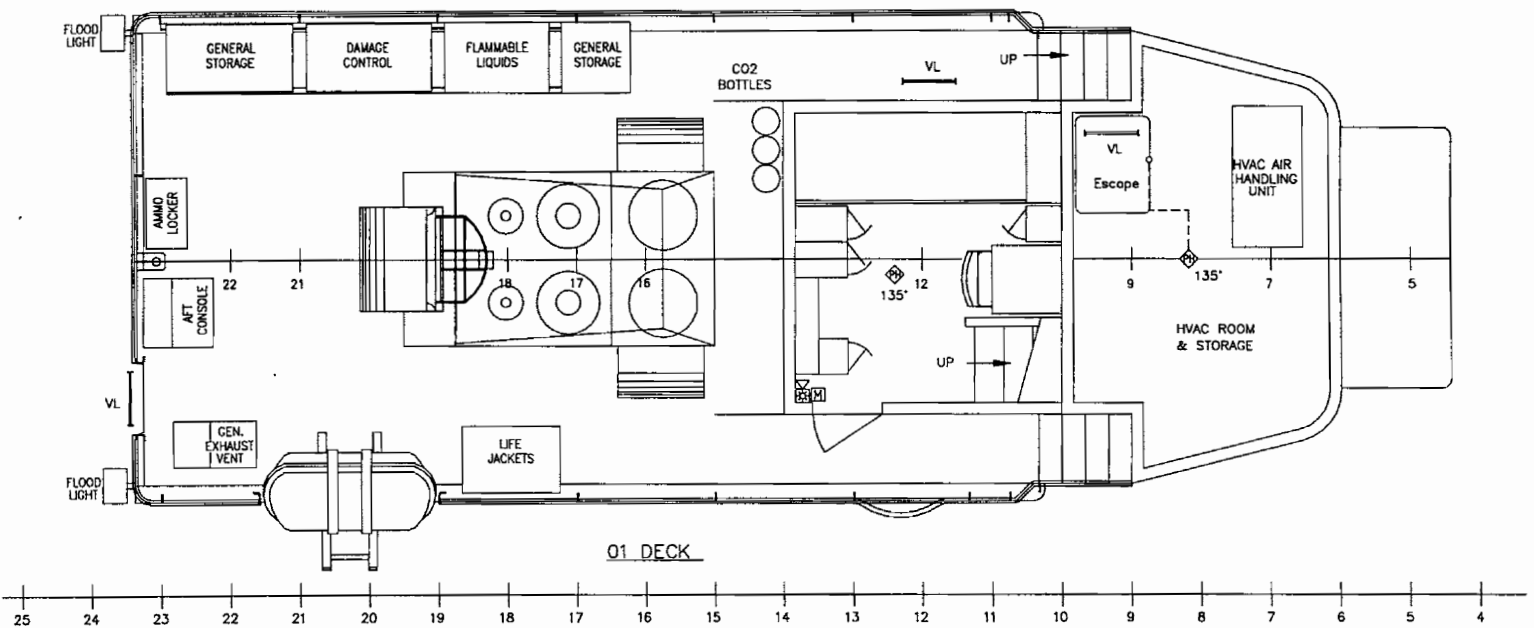 FLOOD
LIGHT
GENERAL
STORAGE
DAMAGE
CONTROL
FLAMMABLE
LIQUIDS
GENERAL
STORAGE
CO2
BOTTLES
VL
UP
VL
Escape
HVAC AIR
HANDLING
UNIT
AMMO
LOCKER
22
21
18
17
16
12
9
7
5
PH
135°
PH
135°
AFT
CONSOLE
HVAC ROOM
& STORAGE
UP
M
VL
GEN.
EXHAUST
VENT
LIFE
JACKETS
FLOOD
LIGHT
01 DECK
25 24 23 22 21 20 19 18 17 16 15 14 13 12 11 10 9 8 7 6 5 4